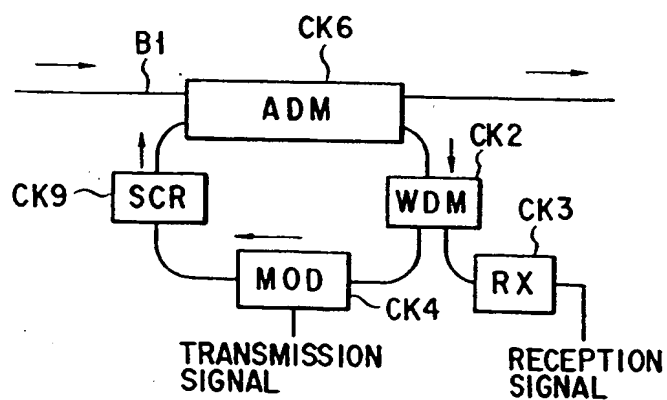 CK6
B1
ADM
CK2
CK9
SCR
WDM
CK3
MOD
RX
CK4
TRANSMISSION
SIGNAL
RECEPTION
SIGNAL